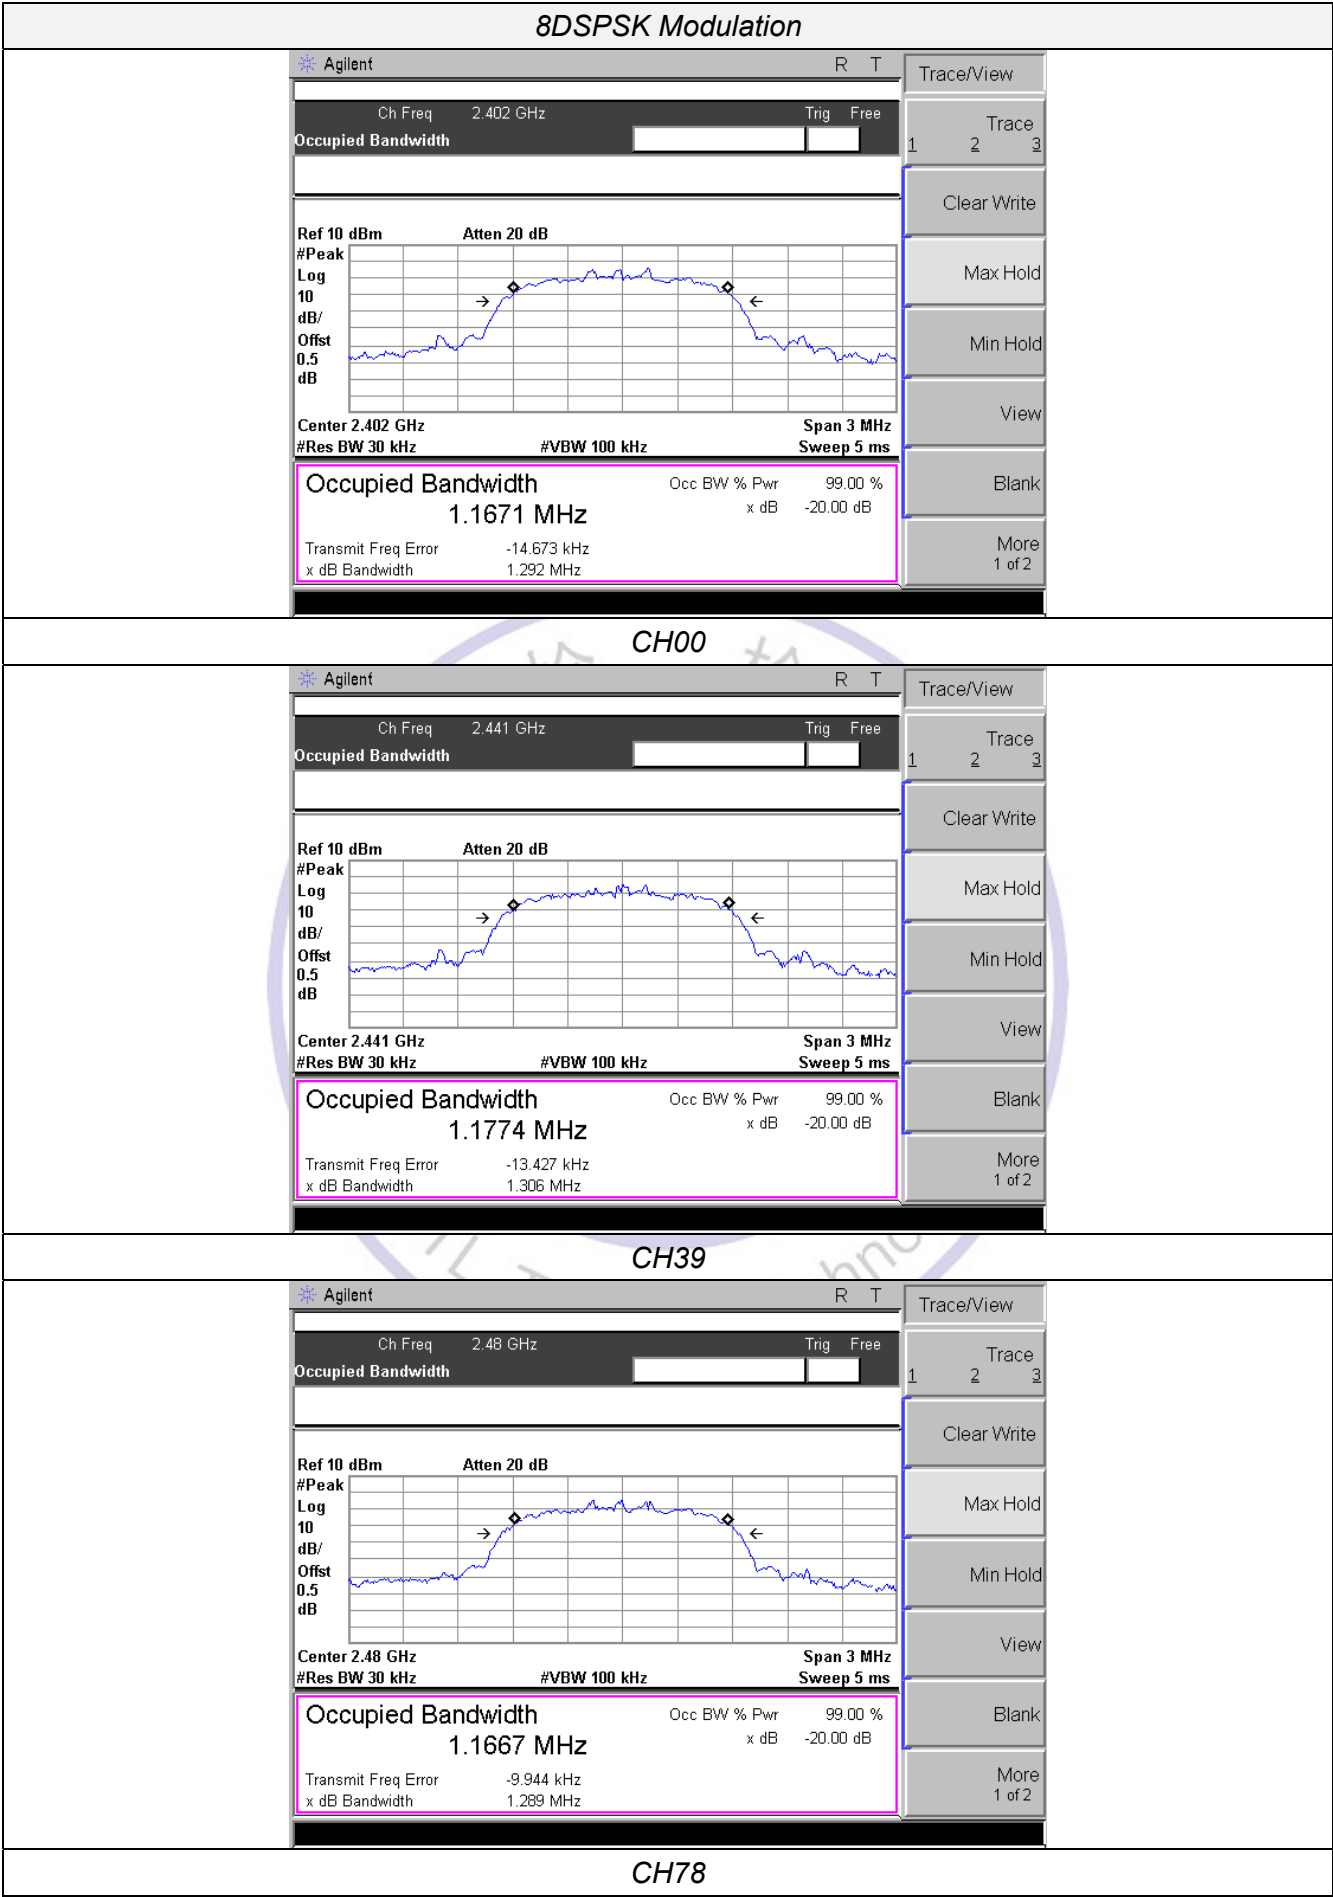 8DSPSK Modulation
Agilent R T
Trace/View
Ch Freq 2.402 GHz Trig Free
Occupied Bandwidth
Trace
1 2 3
Clear Write
Ref 10 dBm Atten 20 dB
#Peak
Log
10
dB/
Offst
0.5
dB
Max Hold
Min Hold
View
Center 2.402 GHz Span 3 MHz
#Res BW 30 kHz #VBW 100 kHz Sweep 5 ms
Occupied Bandwidth Occ BW % Pwr 99.00 %
1.1671 MHz x dB -20.00 dB
Transmit Freq Error -14.673 kHz
x dB Bandwidth 1.292 MHz
Blank
More
1 of 2
CH00
Agilent R T
Trace/View
Ch Freq 2.441 GHz Trig Free
Occupied Bandwidth
Trace
1 2 3
Clear Write
Ref 10 dBm Atten 20 dB
#Peak
Log
10
dB/
Offst
0.5
dB
Max Hold
Min Hold
View
Center 2.441 GHz Span 3 MHz
#Res BW 30 kHz #VBW 100 kHz Sweep 5 ms
Occupied Bandwidth Occ BW % Pwr 99.00 %
1.1774 MHz x dB -20.00 dB
Transmit Freq Error -13.427 kHz
x dB Bandwidth 1.306 MHz
Blank
More
1 of 2
CH39
Agilent R T
Trace/View
Ch Freq 2.48 GHz Trig Free
Occupied Bandwidth
Trace
1 2 3
Clear Write
Ref 10 dBm Atten 20 dB
#Peak
Log
10
dB/
Offst
0.5
dB
Max Hold
Min Hold
View
Center 2.48 GHz Span 3 MHz
#Res BW 30 kHz #VBW 100 kHz Sweep 5 ms
Occupied Bandwidth Occ BW % Pwr 99.00 %
1.1667 MHz x dB -20.00 dB
Transmit Freq Error -9.944 kHz
x dB Bandwidth 1.289 MHz
Blank
More
1 of 2
CH78